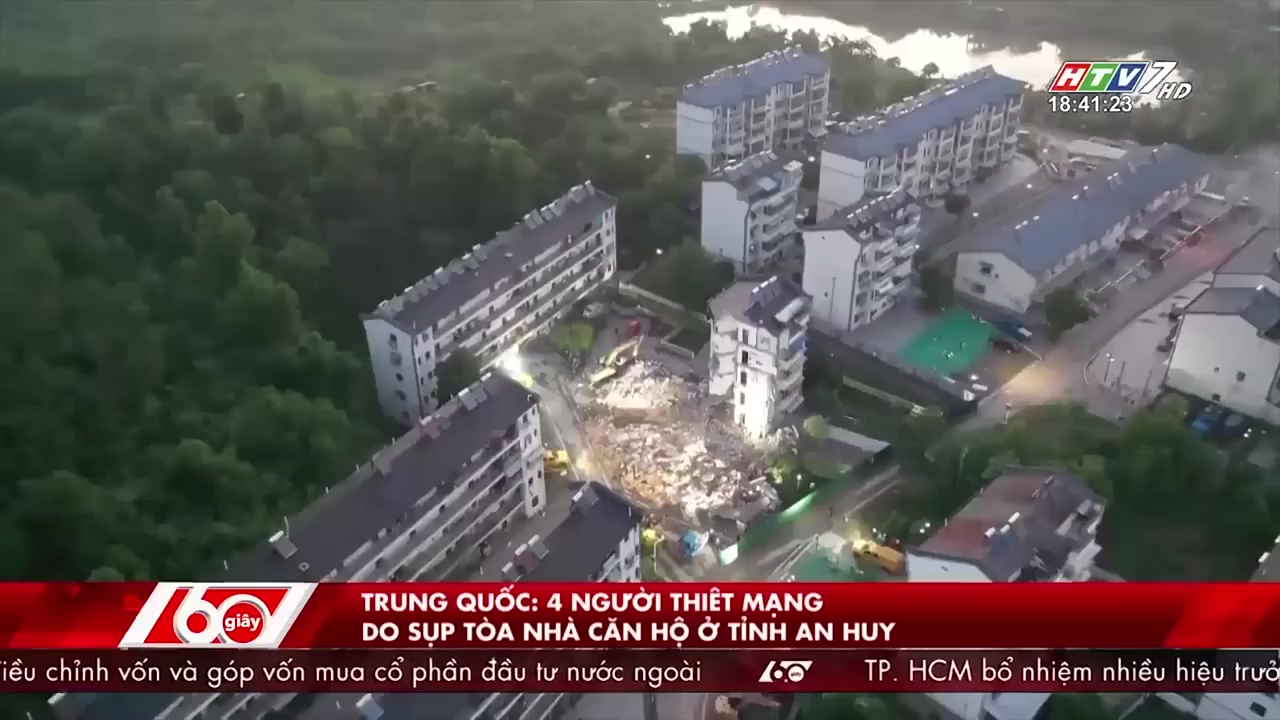 HTV7 HD
18:41:23
60 giây
TRUNG QUỐC: 4 NGƯỜI THIỆT MẠNG
DO SỤP TÒA NHÀ CĂN HỘ Ở TỈNH AN HUY
chỉnh vốn và góp vốn mua cổ phần đầu tư nước ngoài 60 TP. HCM bổ nhiệm nhiều hiệu